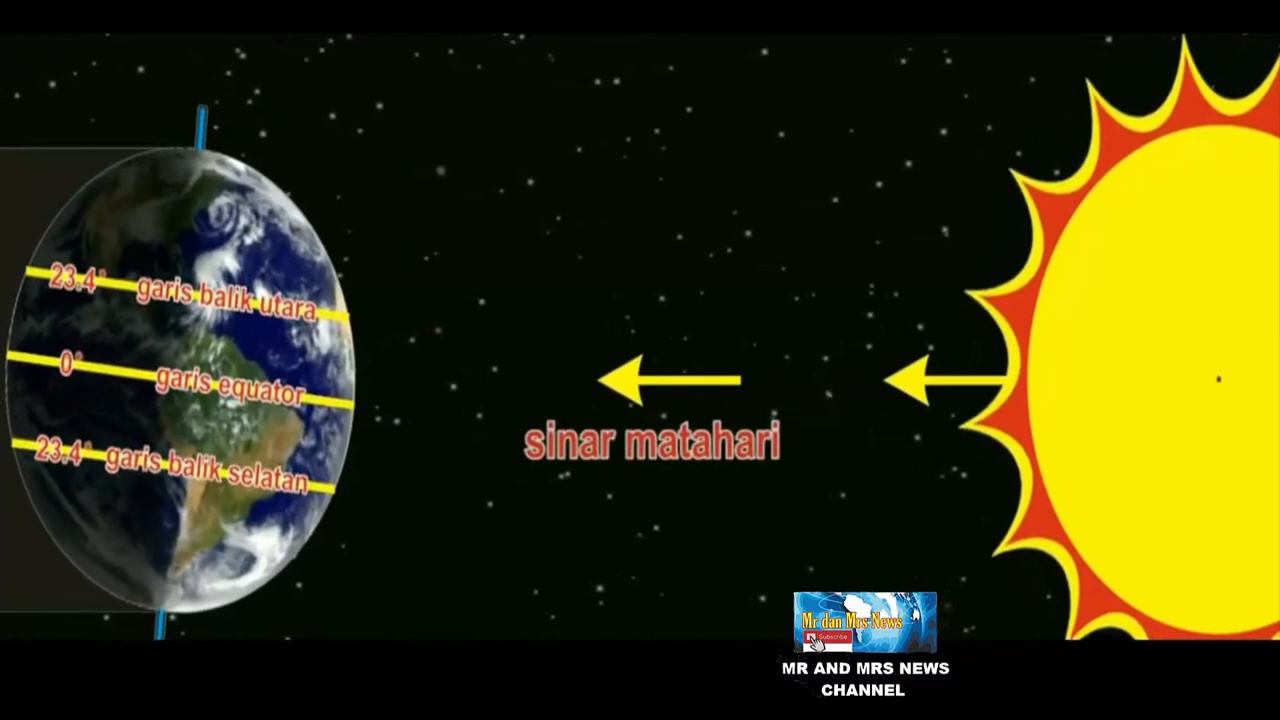 23.4° garis balik utara
0° garis equator
23.4° garis balik selatan
sinar matahari
Mr dan Mrs News
Subscribe
MR AND MRS NEWS
CHANNEL